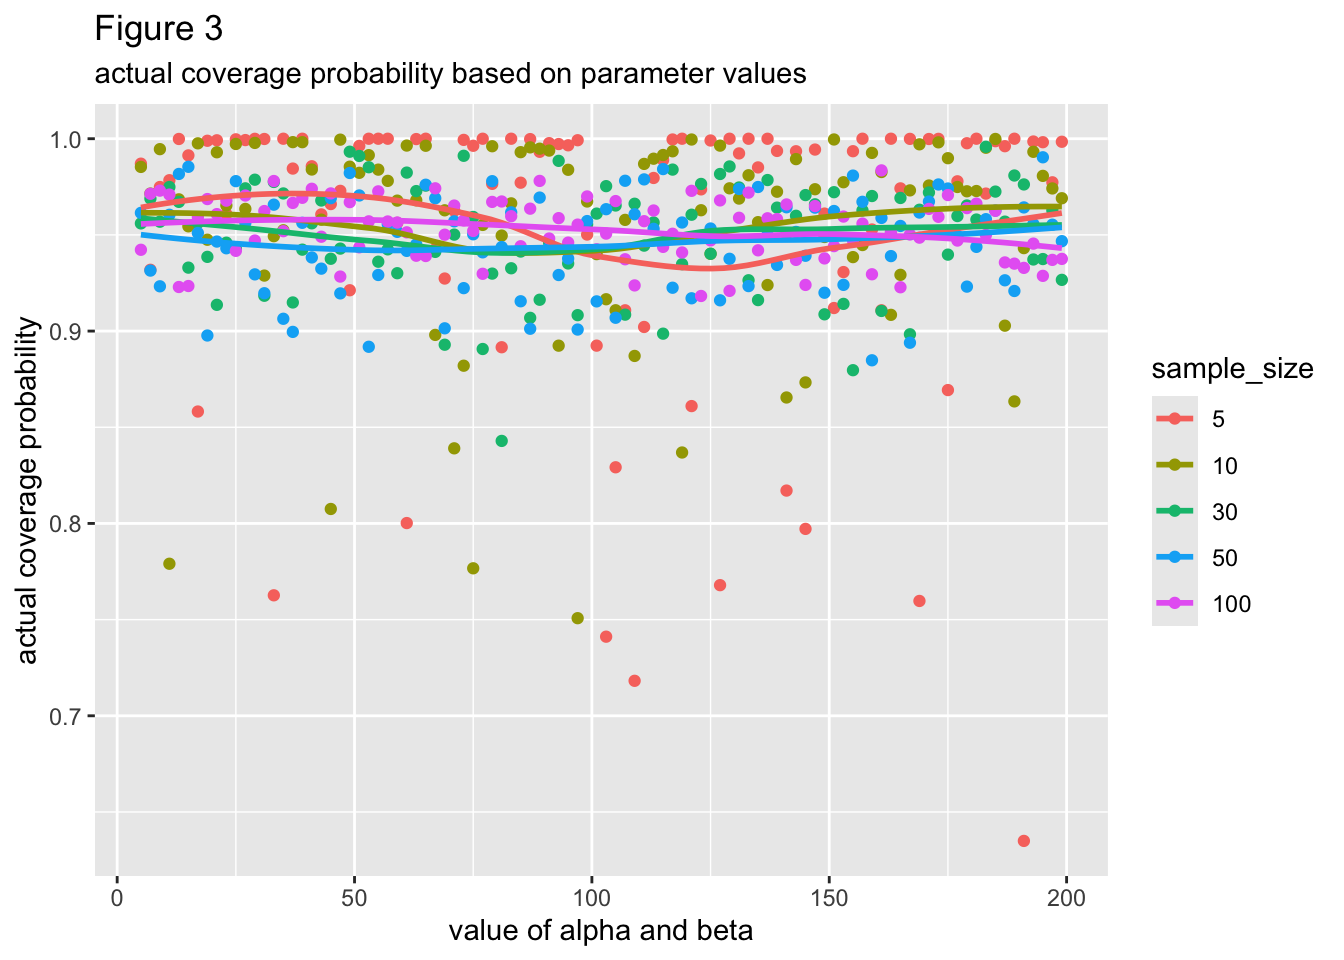 Figure 3
actual coverage probability based on parameter values
actual coverage probability
1.0
0.9
0.8
0.7
0
50
100
150
200
value of alpha and beta
sample_size
5
10
30
50
100